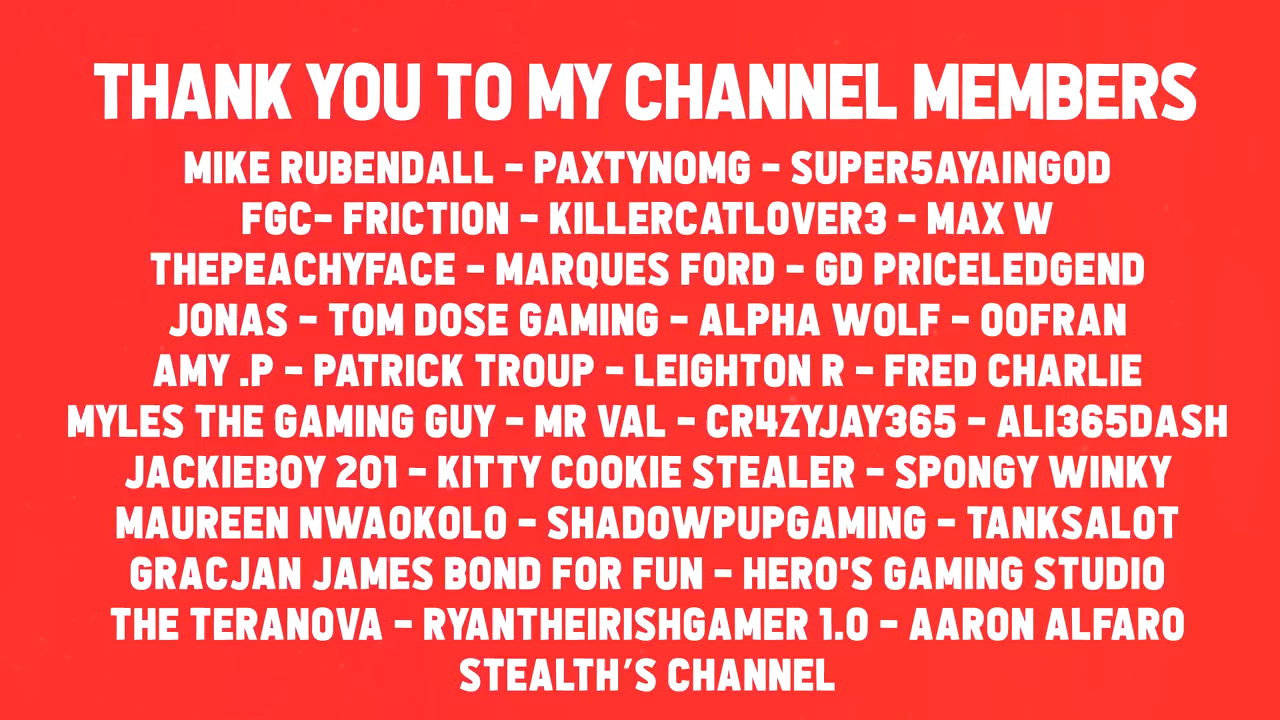 THANK YOU TO MY CHANNEL MEMBERS
MIKE RUBENDALL - PAXTYNOMG - SUPER5AYAINGOD
FGC- FRICTION - KILLERCATLOVER3 - MAX W
THEPEACHYFACE - MARQUES FORD - GD PRICELEDGEND
JONAS - TOM DOSE GAMING - ALPHA WOLF - OOFRAN
AMY .P - PATRICK TROUP - LEIGHTON R - FRED CHARLIE
MYLES THE GAMING GUY - MR VAL - CR4ZYJAY365 - ALI365DASH
JACKIEBOY 201 - KITTY COOKIE STEALER - SPONGY WINKY
MAUREEN NWAOKOLO - SHADOWPUPGAMING - TANKSALOT
GRACJAN JAMES BOND FOR FUN - HERO'S GAMING STUDIO
THE TERANOVA - RYANTHEIRISHGAMER 1.0 - AARON ALFARO
STEALTH’S CHANNEL